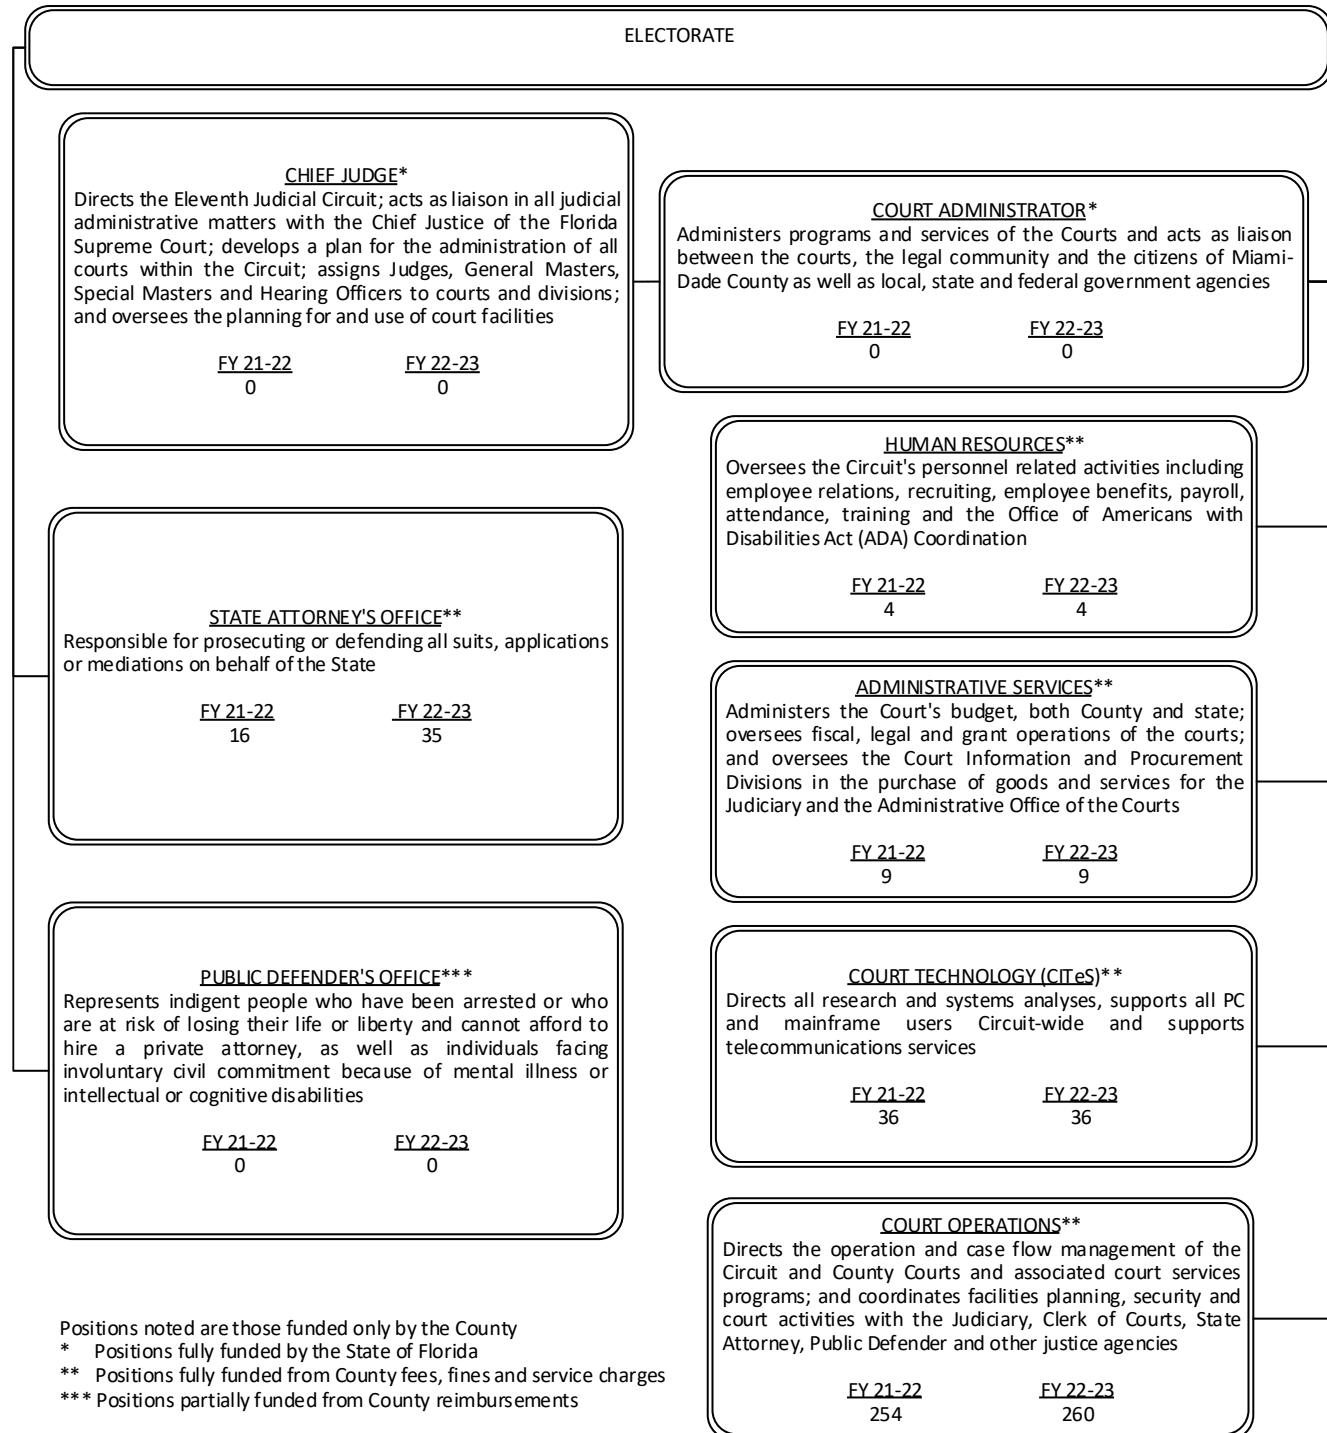 ELECTORATE
CHIEF JUDGE*
Directs the Eleventh Judicial Circuit; acts as liaison in all judicial
administrative matters with the Chief Justice of the Florida
Supreme Court; develops a plan for the administration of all
courts within the Circuit; assigns Judges, General Masters,
Special Masters and Hearing Officers to courts and divisions;
and oversees the planning for and use of court facilities
FY 21-22 FY 22-23
0 0
COURT ADMINISTRATOR*
Administers programs and services of the Courts and acts as liaison
between the courts, the legal community and the citizens of Miami-
Dade County as well as local, state and federal government agencies
FY 21-22 FY 22-23
0 0
HUMAN RESOURCES**
Oversees the Circuit's personnel related activities including
employee relations, recruiting, employee benefits, payroll,
attendance, training and the Office of Americans with
Disabilities Act (ADA) Coordination
FY 21-22 FY 22-23
4 4
STATE ATTORNEY'S OFFICE**
Responsible for prosecuting or defending all suits, applications
or mediations on behalf of the State
FY 21-22 FY 22-23
16 35
ADMINISTRATIVE SERVICES**
Administers the Court's budget, both County and state;
oversees fiscal, legal and grant operations of the courts;
and oversees the Court Information and Procurement
Divisions in the purchase of goods and services for the
Judiciary and the Administrative Office of the Courts
FY 21-22 FY 22-23
9 9
PUBLIC DEFENDER'S OFFICE***
Represents indigent people who have been arrested or who
are at risk of losing their life or liberty and cannot afford to
hire a private attorney, as well as individuals facing
involuntary civil commitment because of mental illness or
intellectual or cognitive disabilities
FY 21-22 FY 22-23
0 0
COURT TECHNOLOGY (CITeS)**
Directs all research and systems analyses, supports all PC
and mainframe users Circuit-wide and supports
telecommunications services
FY 21-22 FY 22-23
36 36
COURT OPERATIONS**
Directs the operation and case flow management of the
Circuit and County Courts and associated court services
programs; and coordinates facilities planning, security and
court activities with the Judiciary, Clerk of Courts, State
Attorney, Public Defender and other justice agencies
FY 21-22 FY 22-23
254 260
Positions noted are those funded only by the County
* Positions fully funded by the State of Florida
** Positions fully funded from County fees, fines and service charges
*** Positions partially funded from County reimbursements